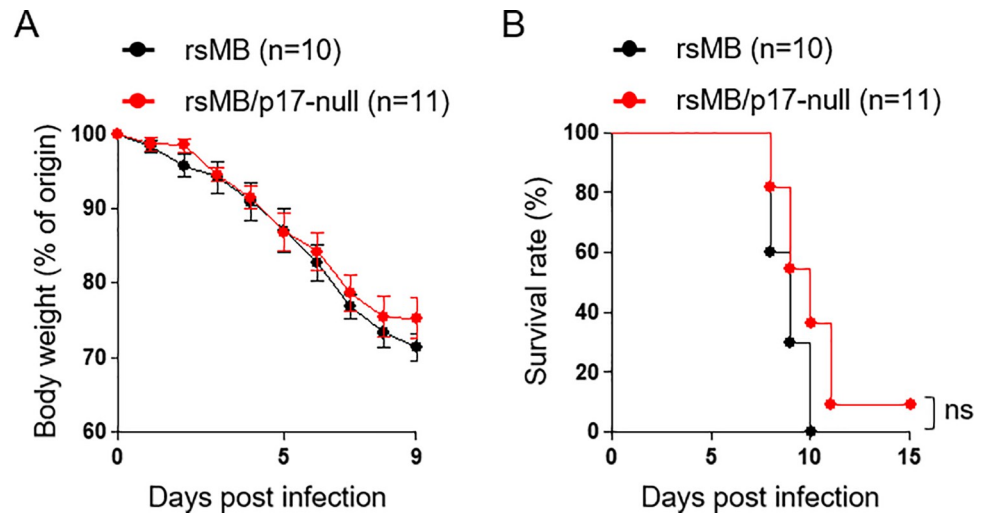 A
rsMB (n=10)
rsMB/p17-null (n=11)
Body weight (% of origin)
100
90
80
70
60
0 5 9
Days post infection
B
rsMB (n=10)
rsMB/p17-null (n=11)
Survival rate (%)
100
80
60
40
20
0
0 5 10 15
Days post infection
ns